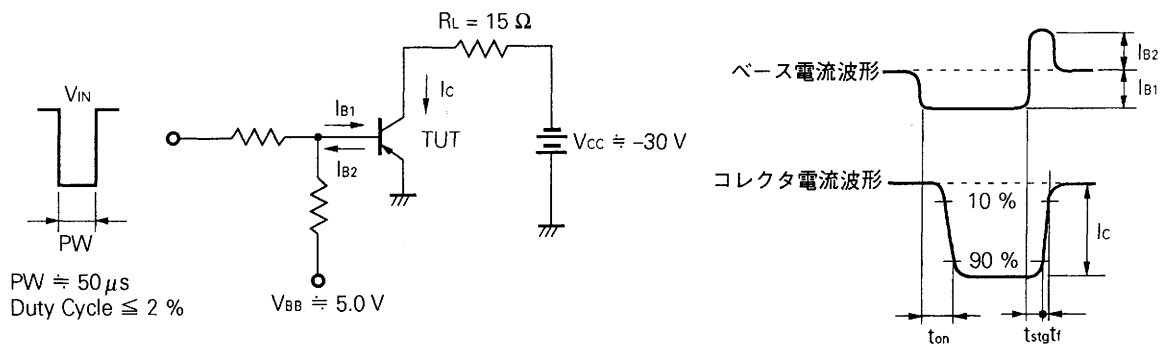 RL = 15 Ω
VIN
IB1
IC
TUT
IB2
VCC ≒ −30 V
PW
PW ≒ 50 μs
Duty Cycle ≦ 2 %
VBB ≒ 5.0 V
ベース電流波形
IB2
IB1
コレクタ電流波形
10 %
90 %
IC
ton
tstg tf